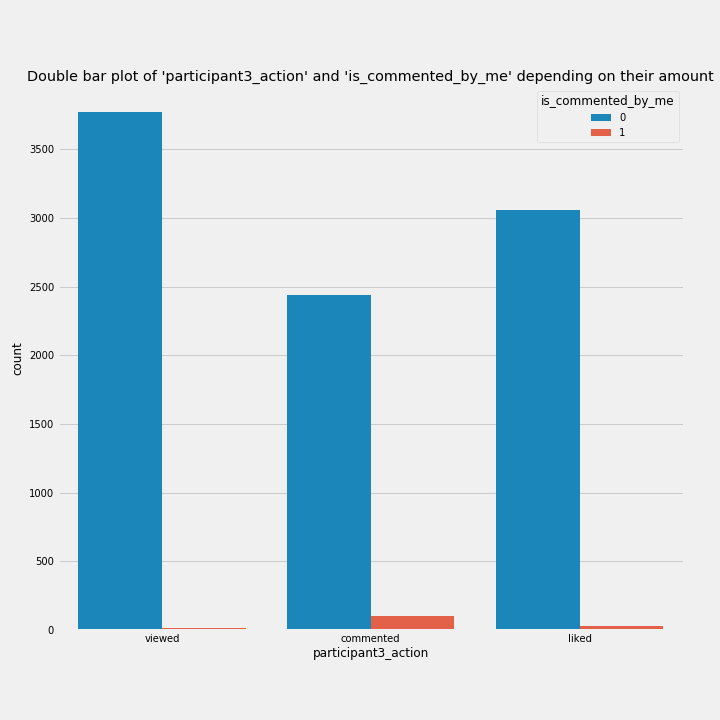 Double bar plot of 'participant3_action' and 'is_commented_by_me' depending on their amount
is_commented_by_me
0
1
3500
3000
2500
2000
1500
1000
500
0
count
viewed
commented
liked
participant3_action